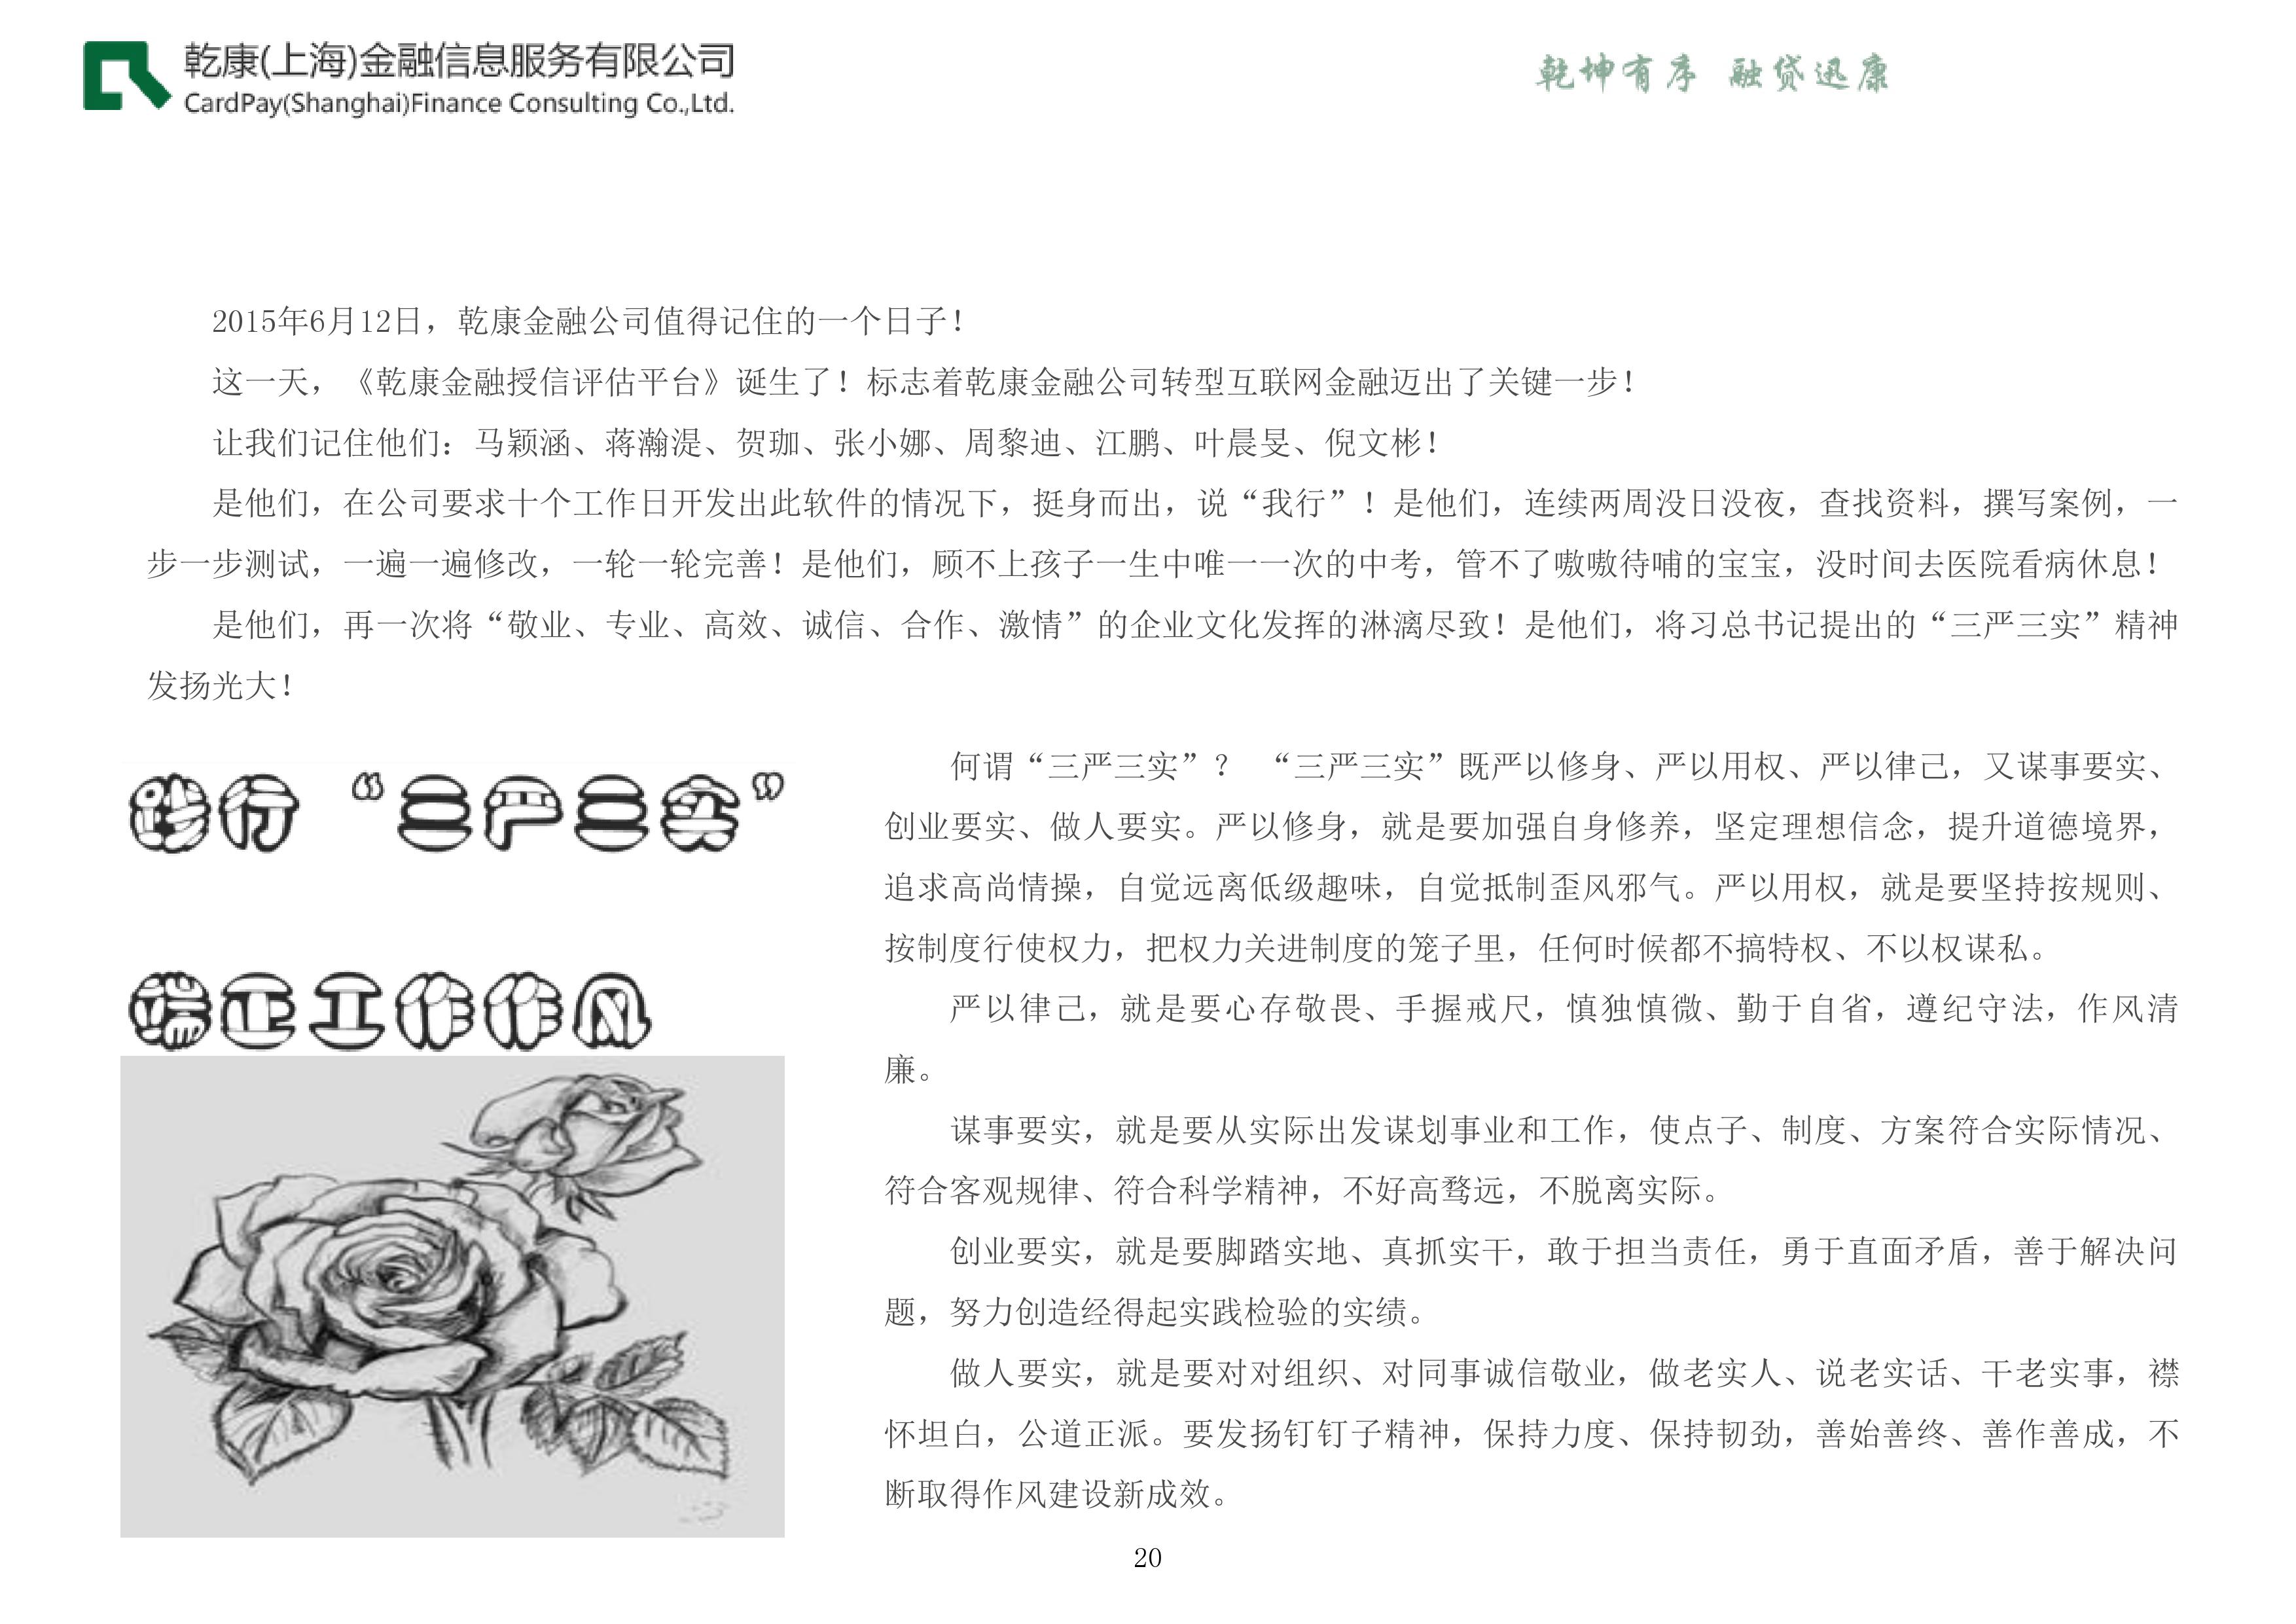 乾康(上海)金融信息服务有限公司
CardPay(Shanghai)Finance Consulting Co.,Ltd.
乾坤有序 融贷迅康
2015年6月12日，乾康金融公司值得记住的一个日子！
这一天，《乾康金融授信评估平台》诞生了！标志着乾康金融公司转型互联网金融迈出了关键一步！
让我们记住他们：马颖涵、蒋瀚湜、贺珈、张小娜、周黎迪、江鹏、叶晨旻、倪文彬！
是他们，在公司要求十个工作日开发出此软件的情况下，挺身而出，说“我行”！是他们，连续两周没日没夜，查找资料，撰写案例，一
步一步测试，一遍一遍修改，一轮一轮完善！是他们，顾不上孩子一生中唯一一次的中考，管不了嗷嗷待哺的宝宝，没时间去医院看病休息！
是他们，再一次将“敬业、专业、高效、诚信、合作、激情”的企业文化发挥的淋漓尽致！是他们，将习总书记提出的“三严三实”精神
发扬光大！
践行 “三严三实”
端正工作作风
何谓“三严三实”？ “三严三实”既严以修身、严以用权、严以律己，又谋事要实、
创业要实、做人要实。严以修身，就是要加强自身修养，坚定理想信念，提升道德境界，
追求高尚情操，自觉远离低级趣味，自觉抵制歪风邪气。严以用权，就是要坚持按规则、
按制度行使权力，把权力关进制度的笼子里，任何时候都不搞特权、不以权谋私。
严以律己，就是要心存敬畏、手握戒尺，慎独慎微、勤于自省，遵纪守法，作风清
廉。
谋事要实，就是要从实际出发谋划事业和工作，使点子、制度、方案符合实际情况、
符合客观规律、符合科学精神，不好高骛远，不脱离实际。
创业要实，就是要脚踏实地、真抓实干，敢于担当责任，勇于直面矛盾，善于解决问
题，努力创造经得起实践检验的实绩。
做人要实，就是要对对组织、对同事诚信敬业，做老实人、说老实话、干老实事，襟
怀坦白，公道正派。要发扬钉钉子精神，保持力度、保持韧劲，善始善终、善作善成，不
断取得作风建设新成效。
20